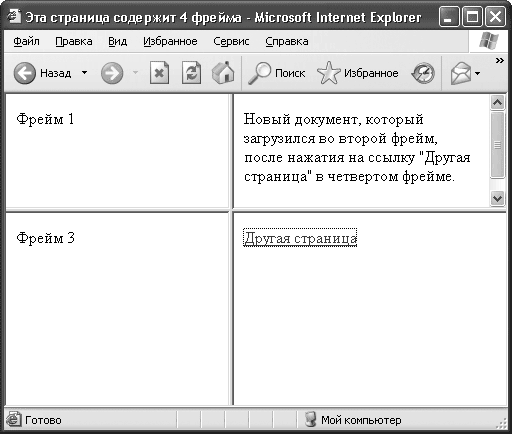 Эта страница содержит 4 фрейма - Microsoft Internet Explorer
Файл Правка Вид Избранное Сервис Справка
Назад Поиск Избранное »
Фрейм 1
Новый документ, который
загрузился во второй фрейм,
после нажатия на ссылку "Другая
страница" в четвертом фрейме.
Фрейм 3
Другая страница
Готово Мой компьютер